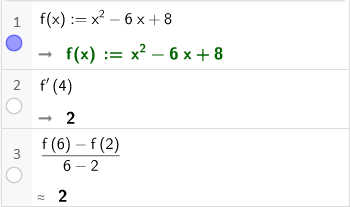 1 f(x) := x² − 6 x + 8
→ f(x) := x² − 6 x + 8
2 f′(4)
→ 2
3 f(6) − f(2)
6 − 2
≈ 2